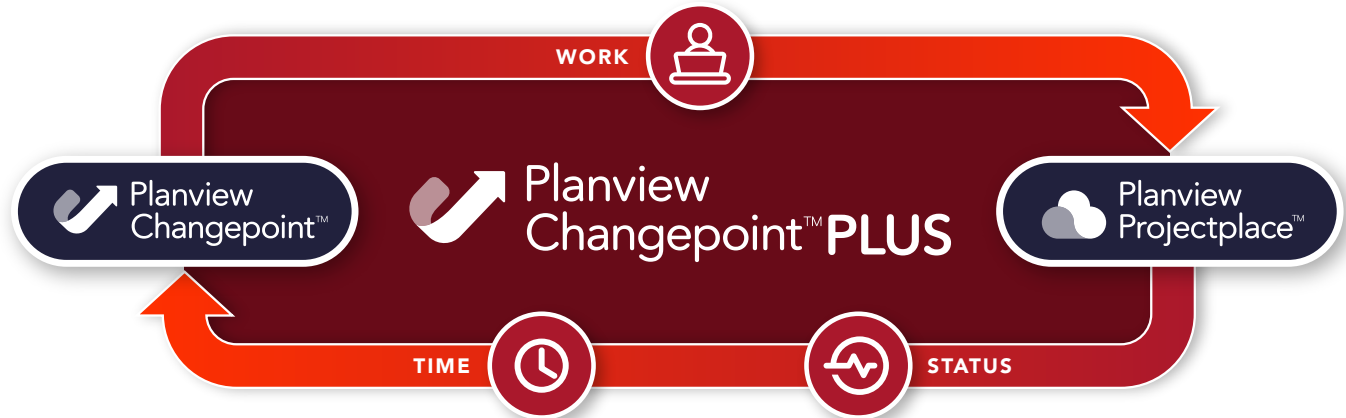 WORK
Planview
Changepoint™
Planview
Changepoint™ PLUS
Planview
Projectplace™
TIME
STATUS